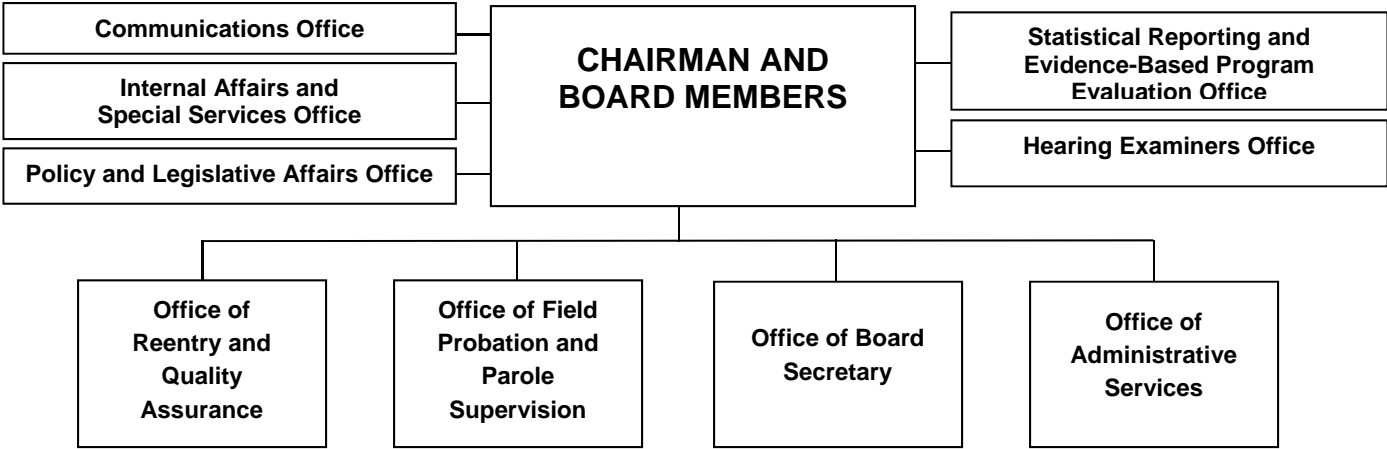 Communications Office
Internal Affairs and
Special Services Office
Policy and Legislative Affairs Office
CHAIRMAN AND
BOARD MEMBERS
Statistical Reporting and
Evidence-Based Program
Evaluation Office
Hearing Examiners Office
Office of
Reentry and
Quality
Assurance
Office of Field
Probation and
Parole
Supervision
Office of Board
Secretary
Office of
Administrative
Services